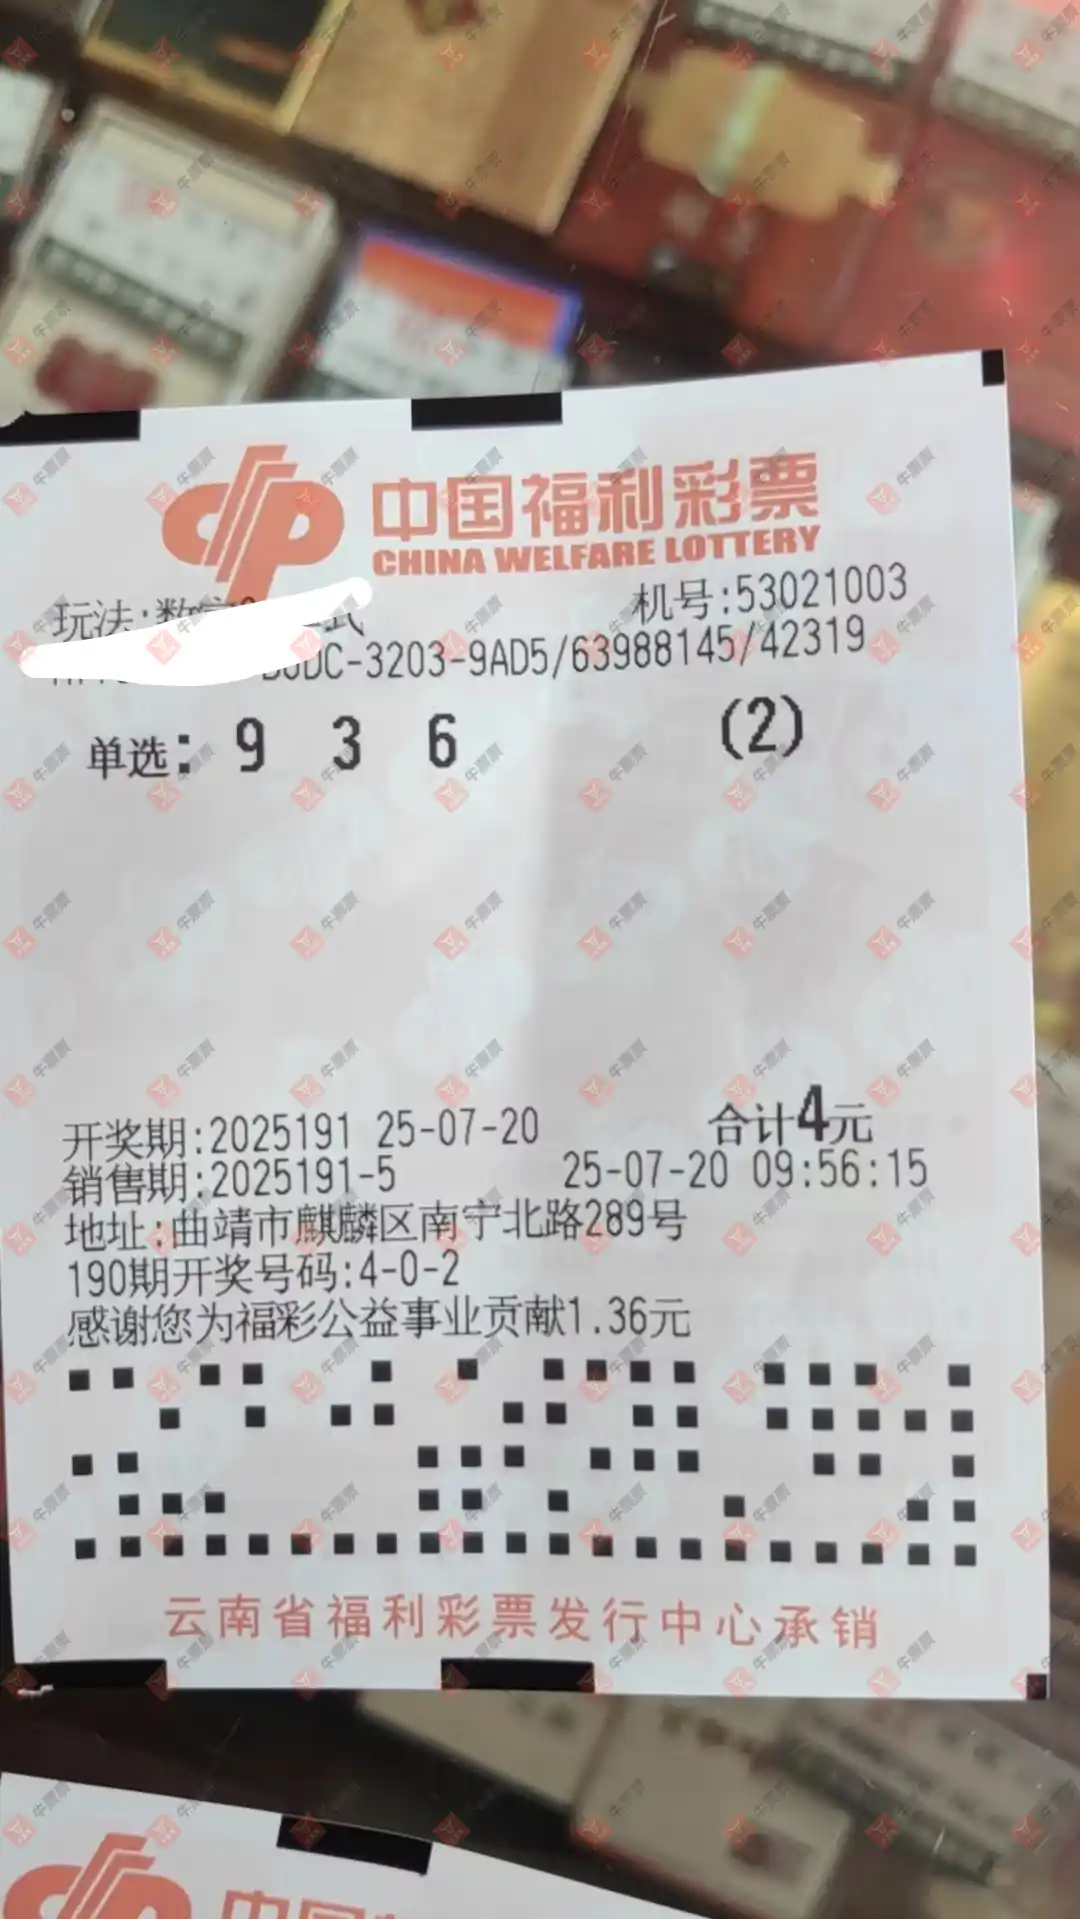 中国福利彩票
CHINA WELFARE LOTTERY
玩法:数字 式 机号:53021003
DC-3203-9AD5/63988145/42319
单选: 9 3 6 (2)
开奖期:2025191 25-07-20 合计4元
销售期:2025191-5 25-07-20 09:56:15
地址:曲靖市麒麟区南宁北路289号
190期开奖号码:4-0-2
感谢您为福彩公益事业贡献1.36元
云南省福利彩票发行中心承销
牛票票